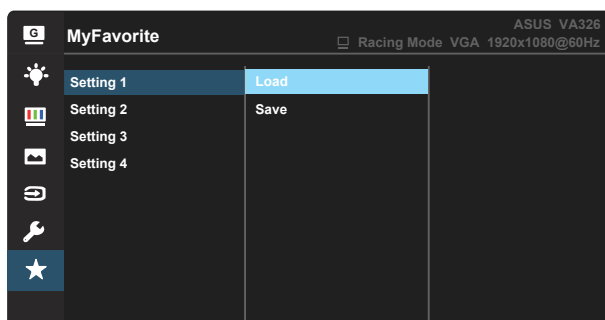 G
MyFavorite
ASUS VA326
Racing Mode VGA 1920x1080@60Hz
Setting 1
Load
Setting 2
Save
Setting 3
Setting 4